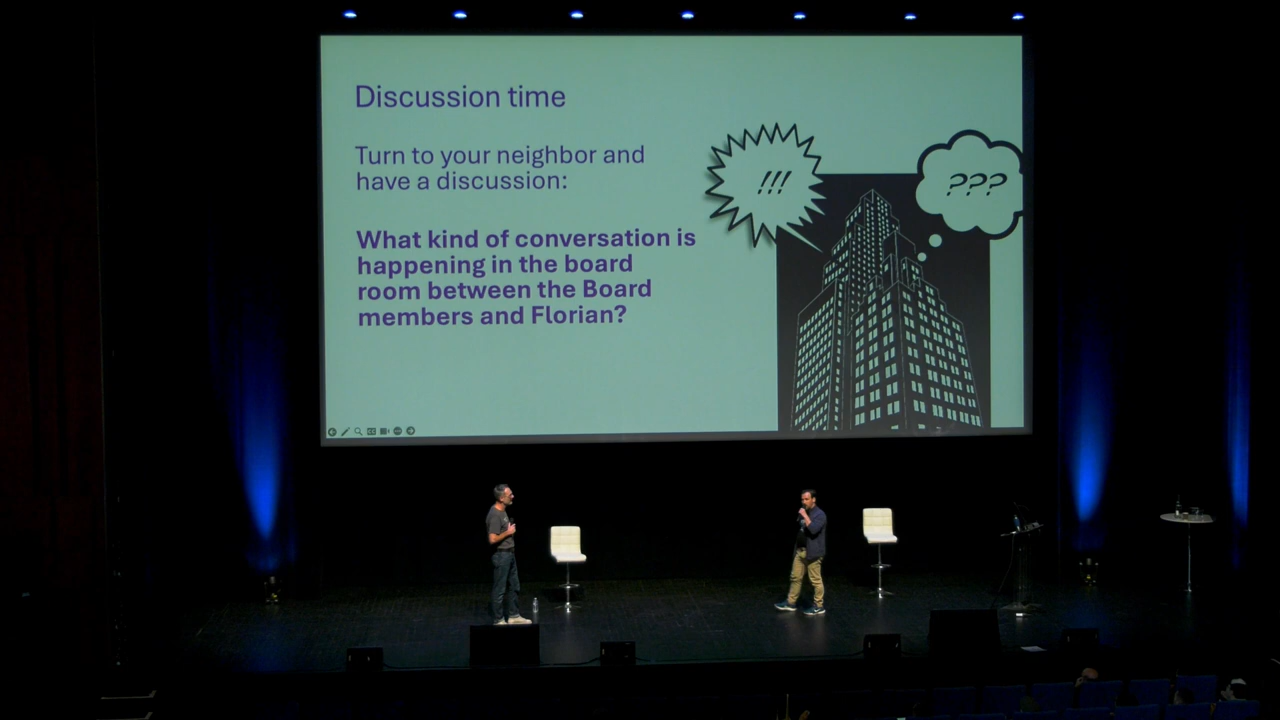 Discussion time
Turn to your neighbor and
have a discussion:
What kind of conversation is
happening in the board
room between the Board
members and Florian?
!!!
???